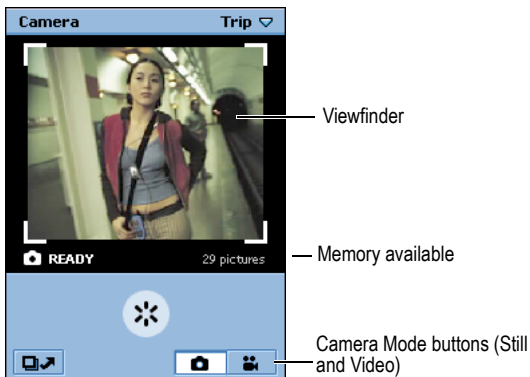 Camera Trip
Viewfinder
READY 29 pictures
Memory available
Camera Mode buttons (Still
and Video)